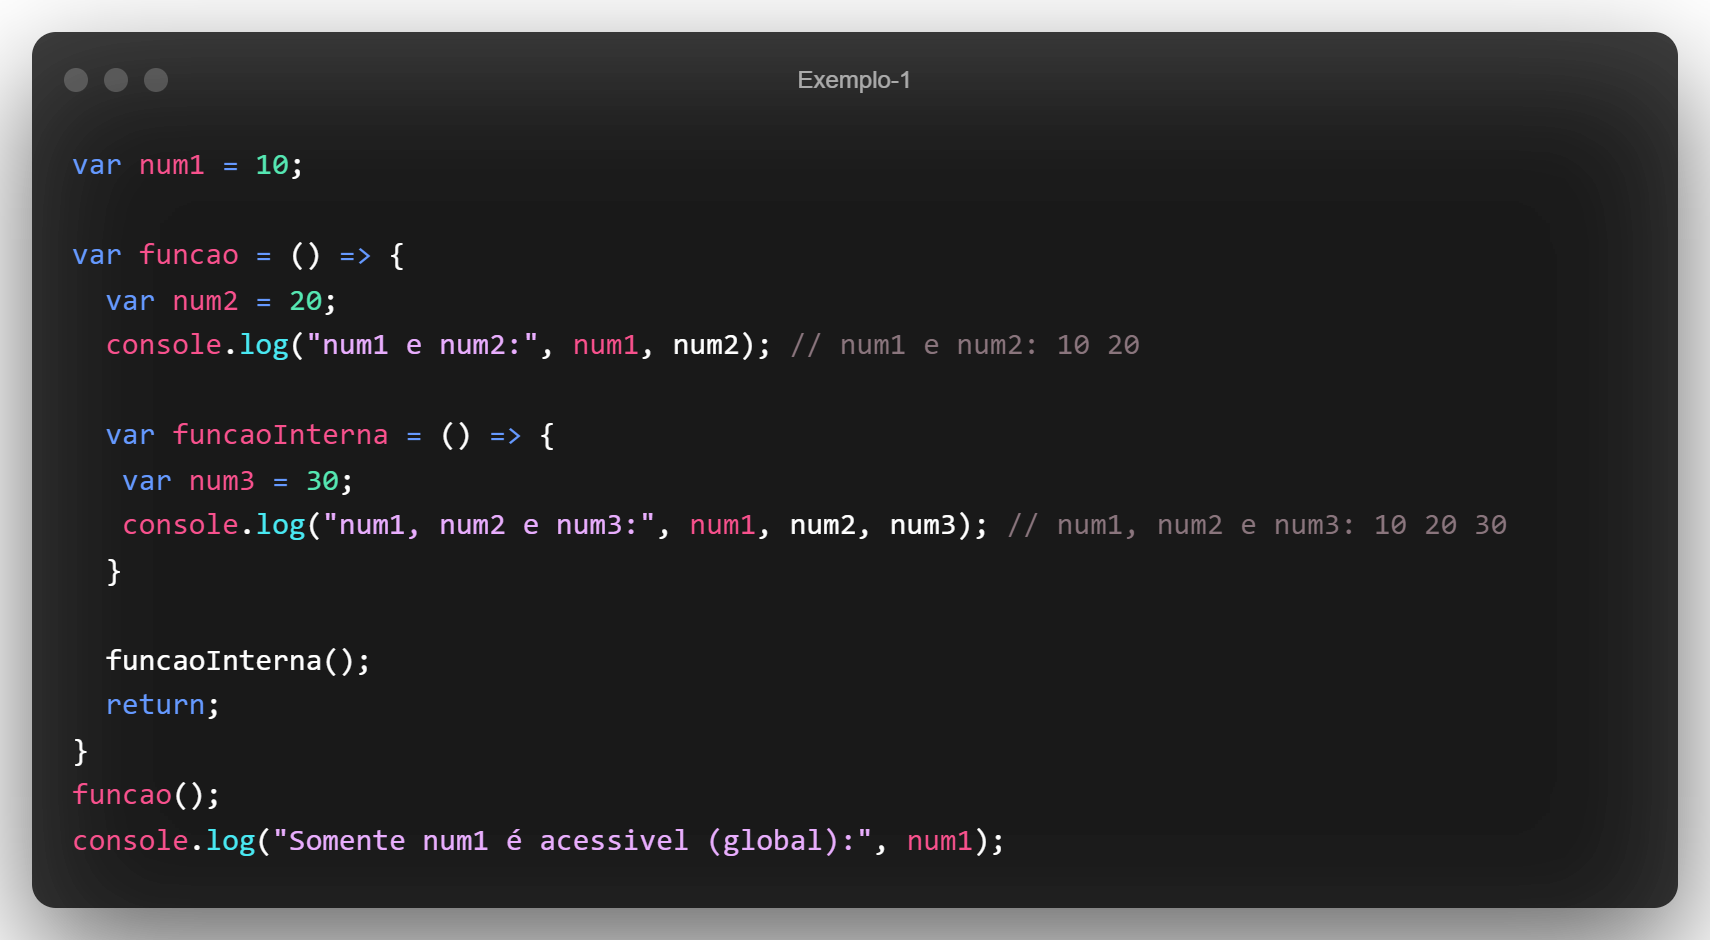 Exemplo-1
var num1 = 10;
var funcao = () => {
  var num2 = 20;
  console.log("num1 e num2:", num1, num2); // num1 e num2: 10 20
  var funcaoInterna = () => {
   var num3 = 30;
   console.log("num1, num2 e num3:", num1, num2, num3); // num1, num2 e num3: 10 20 30
  }
  funcaoInterna();
  return;
}
funcao();
console.log("Somente num1 é acessivel (global):", num1);